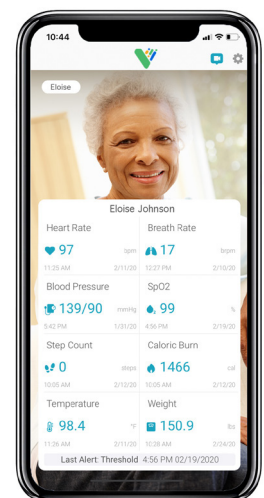 10:44
Eloise
Eloise Johnson
Heart Rate Breath Rate
97 bpm 17 brpm
11:25 AM 2/11/20 12:27 PM 2/10/20
Blood Pressure SpO2
139/90 mmHg 99 %
5:42 PM 1/31/20 4:56 PM 2/19/20
Step Count Caloric Burn
0 steps 1466 cal
10:05 AM 2/12/20 10:05 AM 2/12/20
Temperature Weight
98.4 °F 150.9 lbs
11:26 AM 2/11/20 10:28 AM 2/24/20
Last Alert: Threshold 4:56 PM 02/19/2020